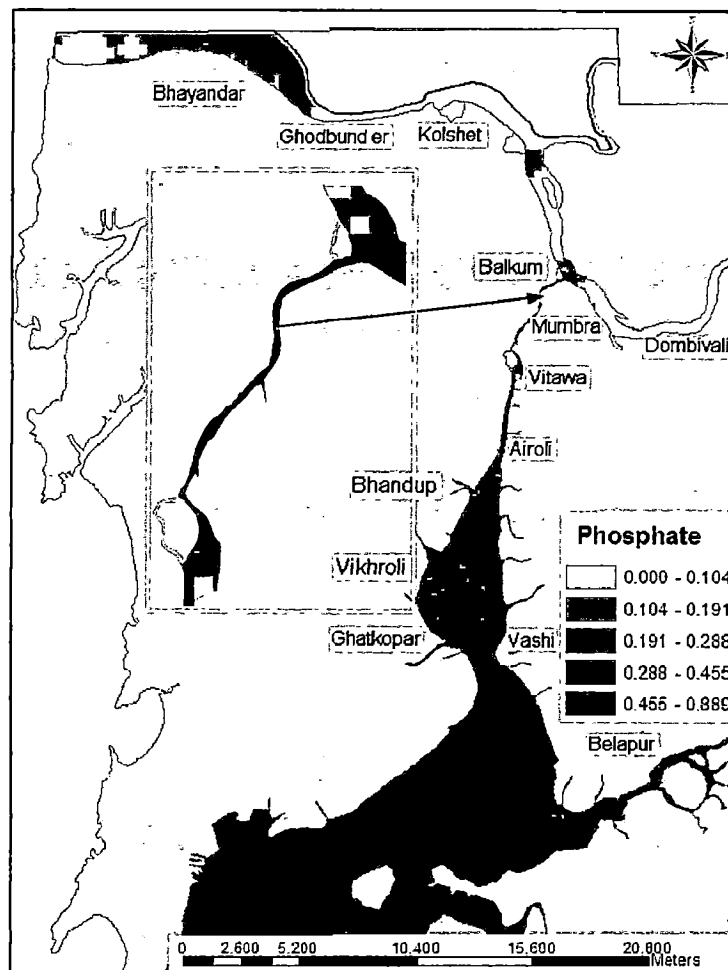 Bhayandar
Ghodbunder
Kolshet
Balkum
Mumbra
Dombivali
Vitawa
Airoli
Bhandup
Vikhroli
Ghatkopar
Vashi
Belapur
Phosphate
0.000 - 0.104
0.104 - 0.191
0.191 - 0.288
0.288 - 0.455
0.455 - 0.889
0 2,600 5,200 10,400 15,600 20,800
Meters